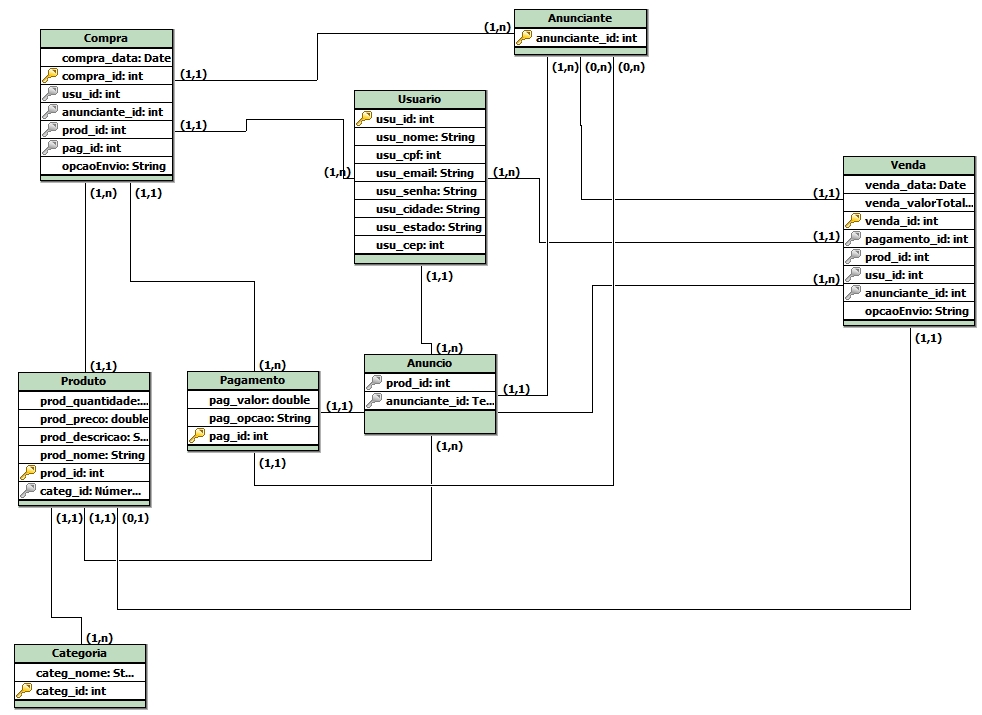 Anunciante
anunciante_id: int
(1,n)
(1,n)
(0,n)
(0,n)
Compra
compra_data: Date
compra_id: int
usu_id: int
anunciante_id: int
prod_id: int
pag_id: int
opcaoEnvio: String
(1,1)
(1,1)
(1,n)
(1,1)
Usuario
usu_id: int
usu_nome: String
usu_cpf: int
usu_email: String
usu_senha: String
usu_cidade: String
usu_estado: String
usu_cep: int
(1,n)
(1,n)
(1,1)
Venda
venda_data: Date
venda_valorTotal...
venda_id: int
pagamento_id: int
prod_id: int
usu_id: int
anunciante_id: int
opcaoEnvio: String
(1,1)
(1,1)
(1,n)
(1,1)
(1,1)
Produto
prod_quantidade:...
prod_preco: double
prod_descricao: S...
prod_nome: String
prod_id: int
categ_id: Númer...
(1,1)
(1,1)
(0,1)
(1,n)
Pagamento
pag_valor: double
pag_opcao: String
pag_id: int
(1,1)
(1,1)
(1,n)
Anuncio
prod_id: int
anunciante_id: Te...
(1,1)
(1,n)
(1,n)
Categoria
categ_nome: St...
categ_id: int